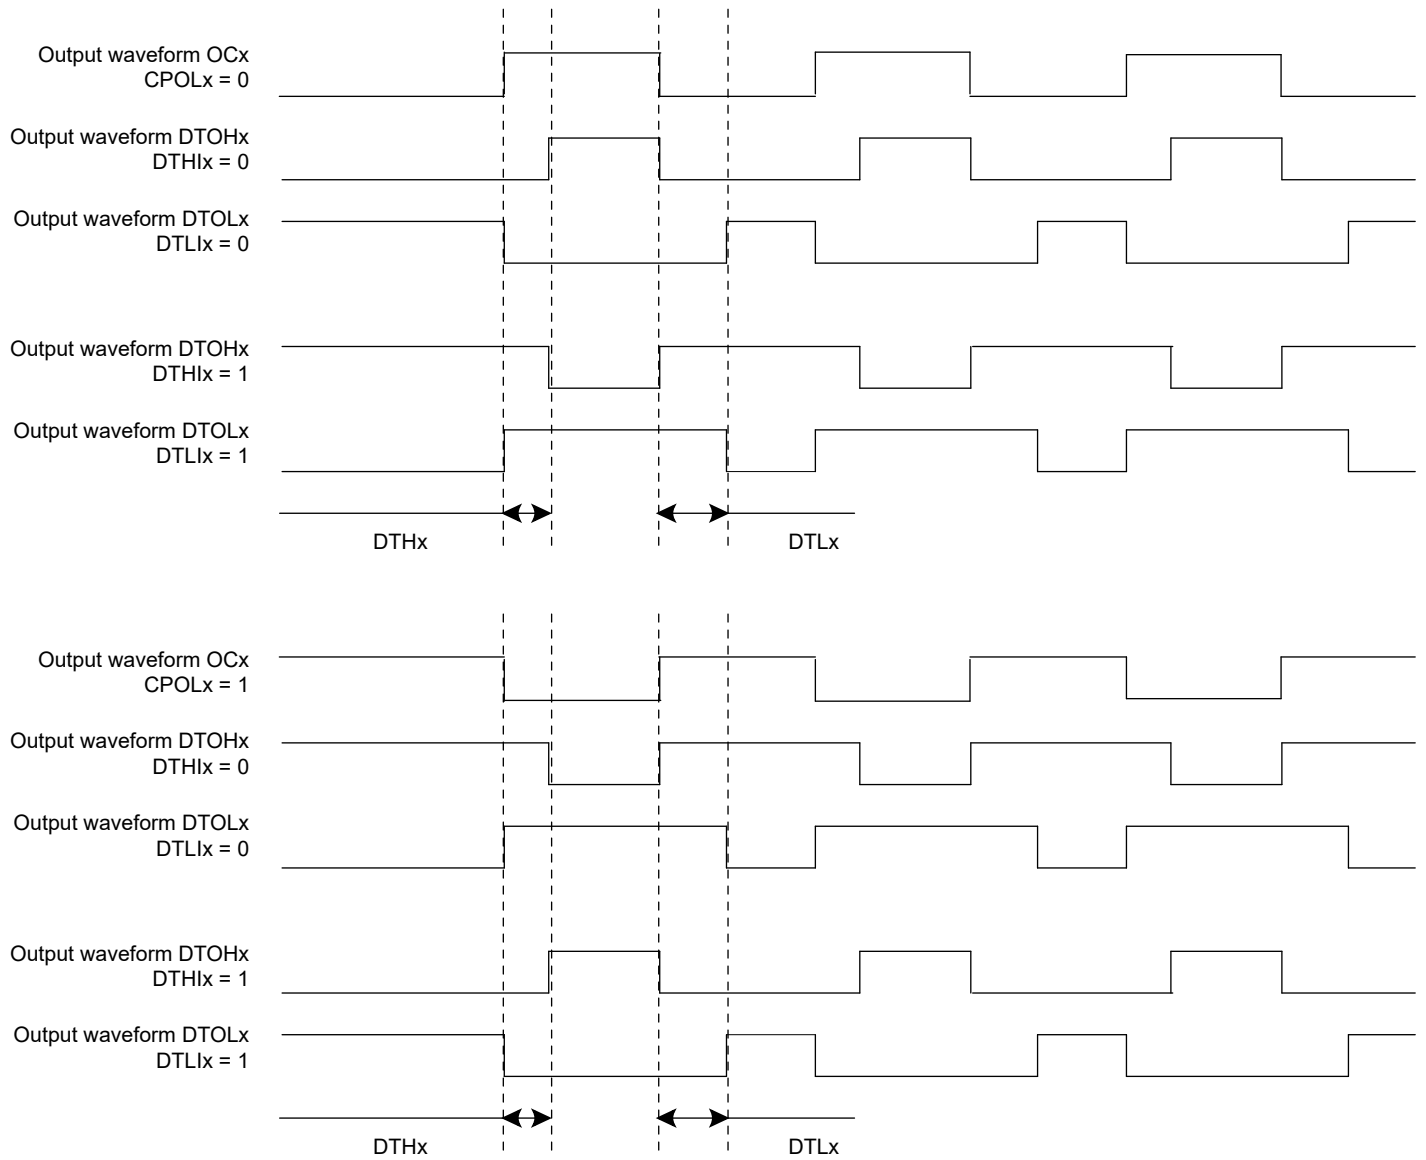 Output waveform OCx
CPOLx = 0
Output waveform DTOHx
DTHIx = 0
Output waveform DTOLx
DTLIx = 0
Output waveform DTOHx
DTHIx = 1
Output waveform DTOLx
DTLIx = 1
DTHx
DTLx
Output waveform OCx
CPOLx = 1
Output waveform DTOHx
DTHIx = 0
Output waveform DTOLx
DTLIx = 0
Output waveform DTOHx
DTHIx = 1
Output waveform DTOLx
DTLIx = 1
DTHx
DTLx